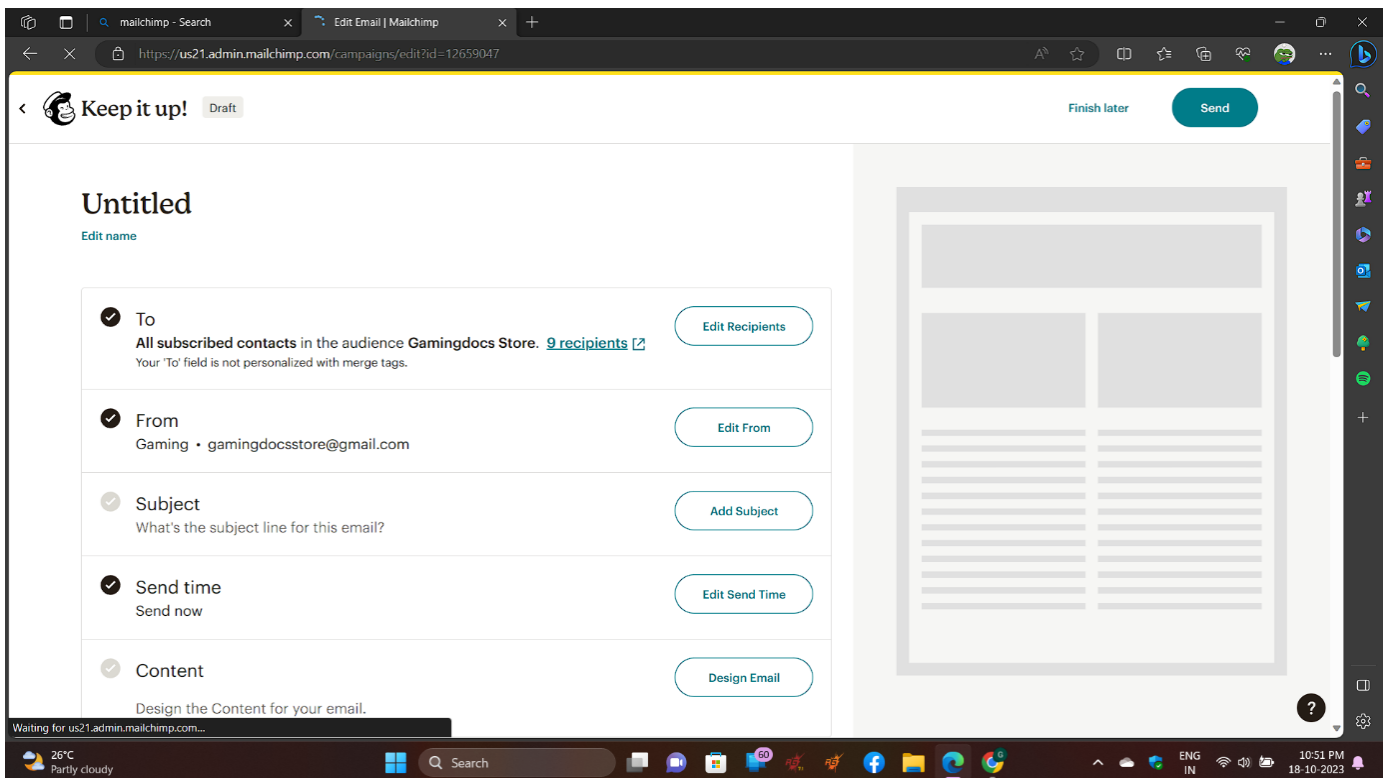 mailchimp - Search
Edit Email | Mailchimp
https://us21.admin.mailchimp.com/campaigns/edit?id=12659047
Keep it up!
Draft
Finish later
Send
Untitled
Edit name
To
All subscribed contacts in the audience Gamingdocs Store. 9 recipients
Your 'To' field is not personalized with merge tags.
Edit Recipients
From
Gaming • gamingdocsstore@gmail.com
Edit From
Subject
What's the subject line for this email?
Add Subject
Send time
Send now
Edit Send Time
Content
Design the Content for your email.
Design Email
?
Waiting for us21.admin.mailchimp.com...
26°C
Partly cloudy
Search
60
ENG
IN
10:51 PM
18-10-2023